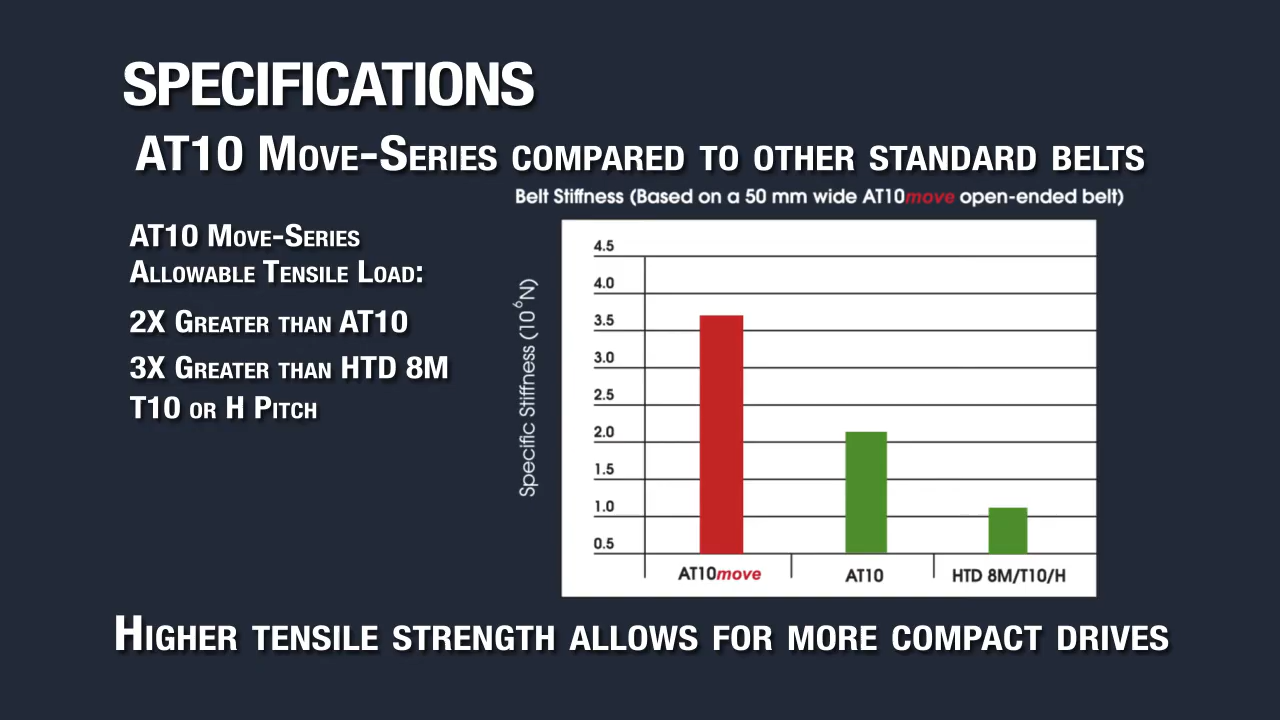 SPECIFICATIONS
AT10 MOVE-SERIES COMPARED TO OTHER STANDARD BELTS
Belt Stiffness (Based on a 50 mm wide AT10move open-ended belt)
AT10 MOVE-SERIES
ALLOWABLE TENSILE LOAD:
2X GREATER THAN AT10
3X GREATER THAN HTD 8M
T10 OR H PITCH
Specific Stiffness (10⁶N)
4.5
4.0
3.5
3.0
2.5
2.0
1.5
1.0
0.5
AT10move
AT10
HTD 8M/T10/H
HIGHER TENSILE STRENGTH ALLOWS FOR MORE COMPACT DRIVES